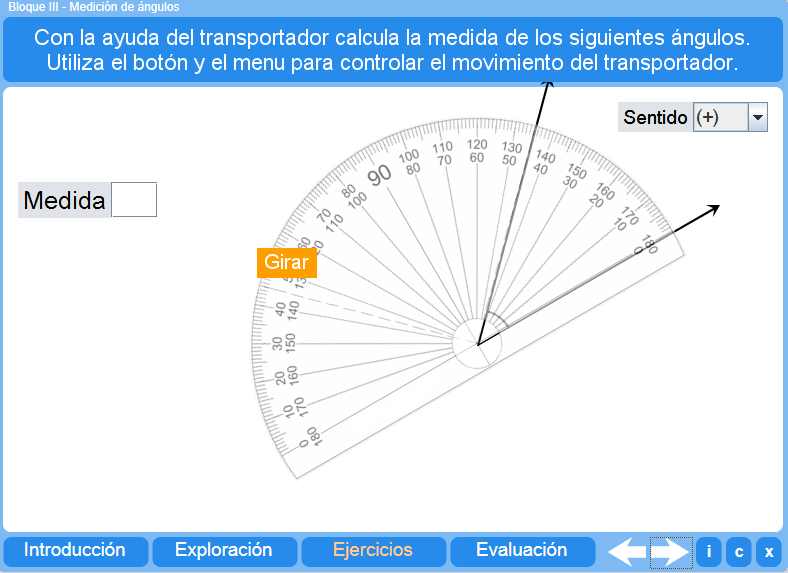 Bloque III - Medición de ángulos
Con la ayuda del transportador calcula la medida de los siguientes ángulos.
Utiliza el botón y el menu para controlar el movimiento del transportador.
Sentido (+)
Medida
Girar
0 10 20 30 40 60 70 80 90 100 110 120 130 140 150 160 170 180
180 170 160 150 140 110 100 80 70 60 50 40 30 20 10 0
Introducción Exploración Ejercicios Evaluación i c x